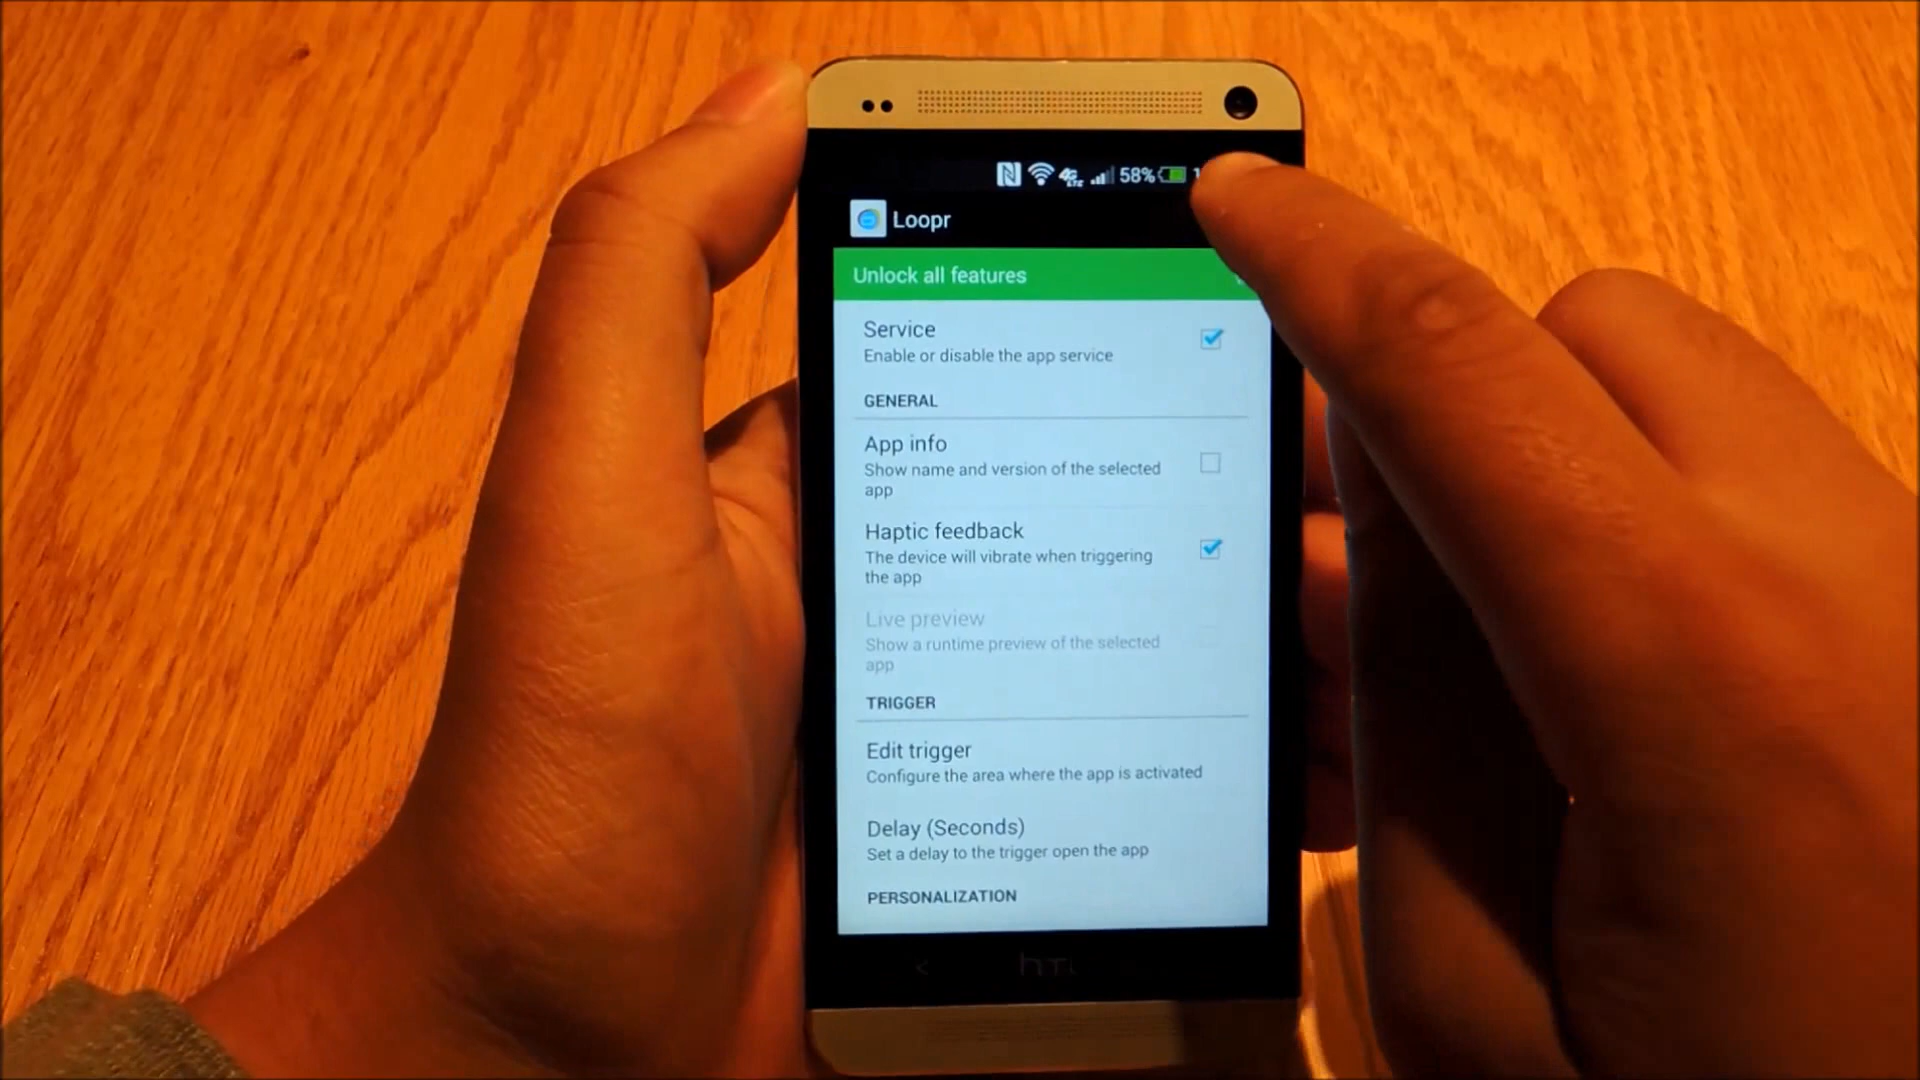 58%
Loopr
Unlock all features
Service
Enable or disable the app service
GENERAL
App info
Show name and version of the selected
app
Haptic feedback
The device will vibrate when triggering
the app
Live preview
Show a runtime preview of the selected
app
TRIGGER
Edit trigger
Configure the area where the app is activated
Delay (Seconds)
Set a delay to the trigger open the app
PERSONALIZATION